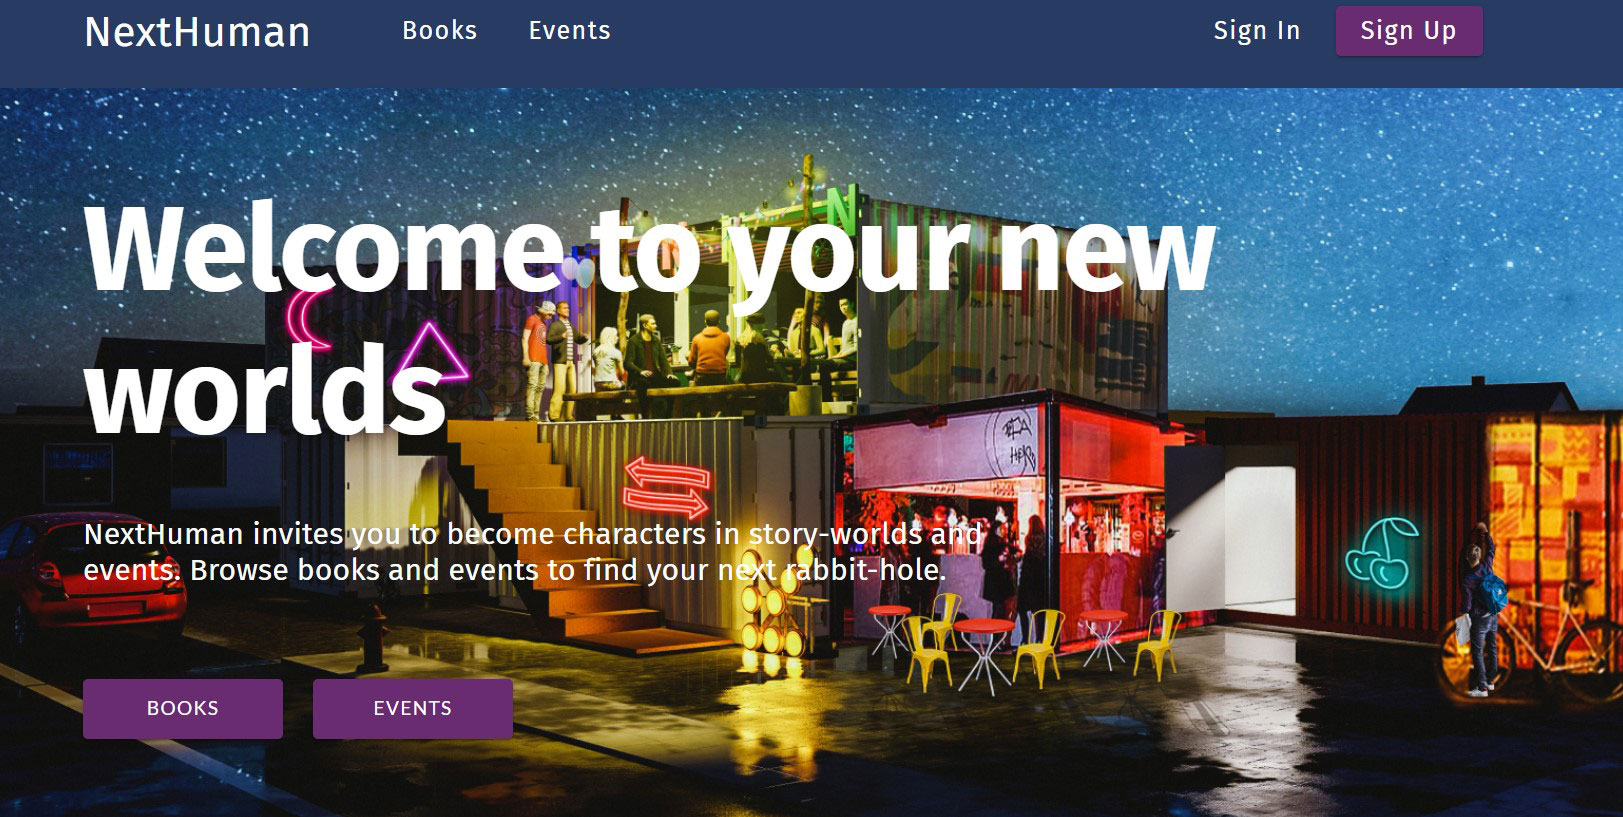 NextHuman Books Events Sign In Sign Up
N
Welcome to your new
worlds
NextHuman invites you to become characters in story-worlds and
events. Browse books and events to find your next rabbit-hole.
BOOKS EVENTS